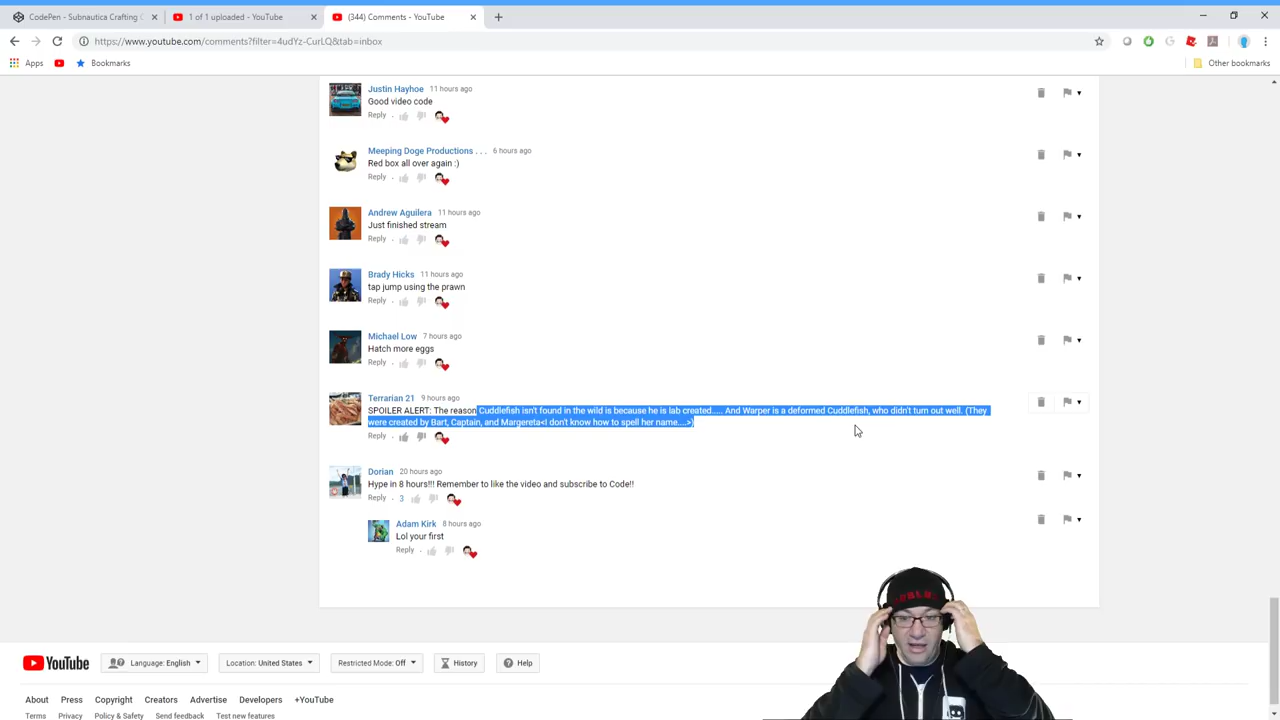 CodePen - Subnautica Crafting C
1 of 1 uploaded - YouTube
(344) Comments - YouTube
https://www.youtube.com/comments?filter=4udYz-CurLQ&tab=inbox
Apps
Bookmarks
Other bookmarks
Justin Hayhoe 11 hours ago
Good video code
Reply
Meeping Doge Productions . . . 6 hours ago
Red box all over again :)
Reply
Andrew Aguilera 11 hours ago
Just finished stream
Reply
Brady Hicks 11 hours ago
tap jump using the prawn
Reply
Michael Low 7 hours ago
Hatch more eggs
Reply
Terrarian 21 9 hours ago
SPOILER ALERT: The reason Cuddlefish isn't found in the wild is because he is lab created..... And Warper is a deformed Cuddlefish, who didn't turn out well. (They
were created by Bart, Captain, and Margereta<I don't know how to spell her name....>)
Reply
Dorian 20 hours ago
Hype in 8 hours!!! Remember to like the video and subscribe to Code!!
Reply . 3
Adam Kirk 8 hours ago
Lol your first
Reply
YouTube
Language: English
Location: United States
Restricted Mode: Off
History
Help
About Press Copyright Creators Advertise Developers +YouTube
Terms Privacy Policy & Safety Send feedback Test new features